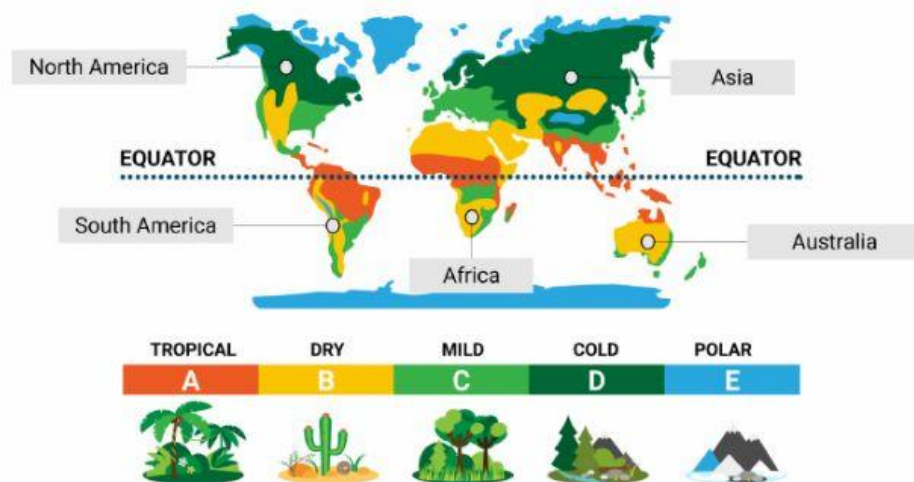 North America
Asia
EQUATOR
EQUATOR
South America
Africa
Australia
TROPICAL
DRY
MILD
COLD
POLAR
A
B
C
D
E